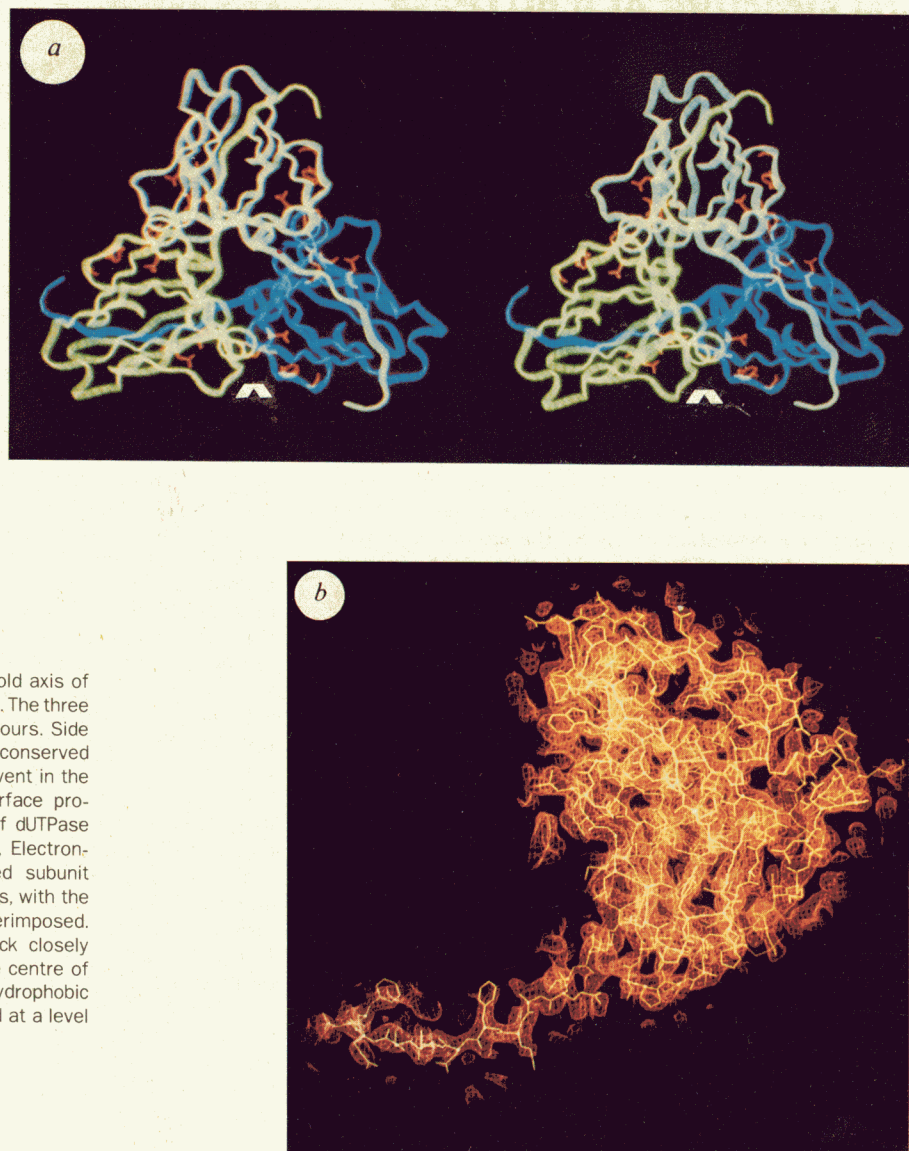 a
b
old axis of
. The three
ours. Side
conserved
vent in the
rface pro-
f dUTPase
. Electron-
ed subunit
s, with the
erimposed.
ck closely
e centre of
ydrophobic
d at a level